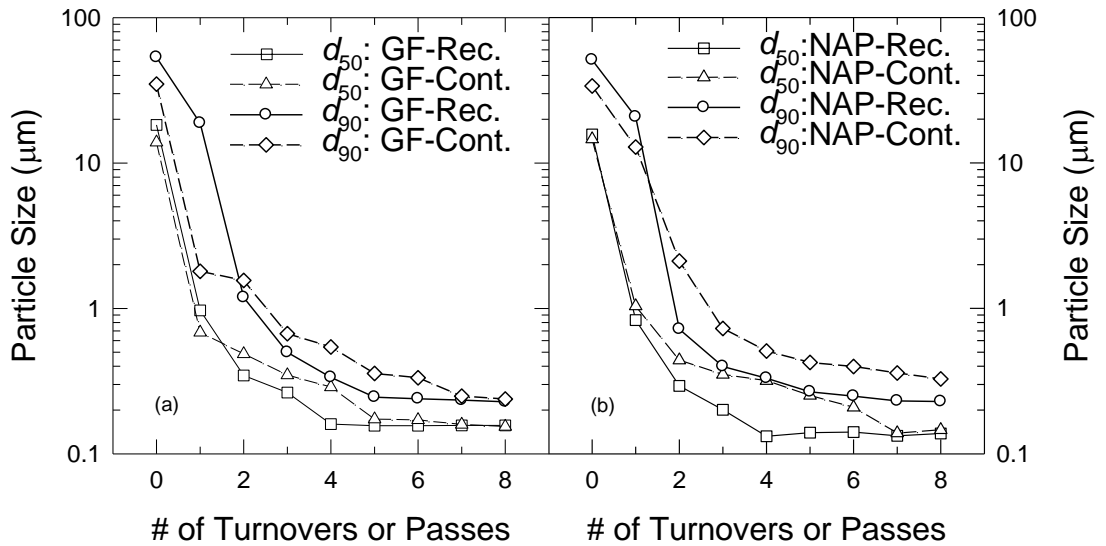 100
10
1
0.1
Particle Size (μm)
d50: GF-Rec.
d50: GF-Cont.
d90: GF-Rec.
d90: GF-Cont.
(a)
0 2 4 6 8
# of Turnovers or Passes
d50:NAP-Rec.
d50:NAP-Cont.
d90:NAP-Rec.
d90:NAP-Cont.
(b)
0 2 4 6 8
# of Turnovers or Passes
100
10
1
0.1
Particle Size (μm)